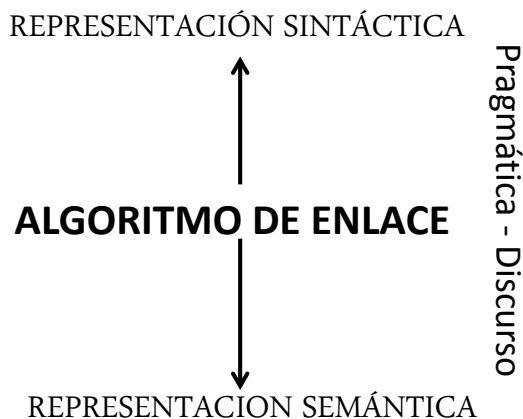 REPRESENTACIÓN SINTÁCTICA
Pragmática - Discurso
ALGORITMO DE ENLACE
REPRESENTACION SEMÁNTICA